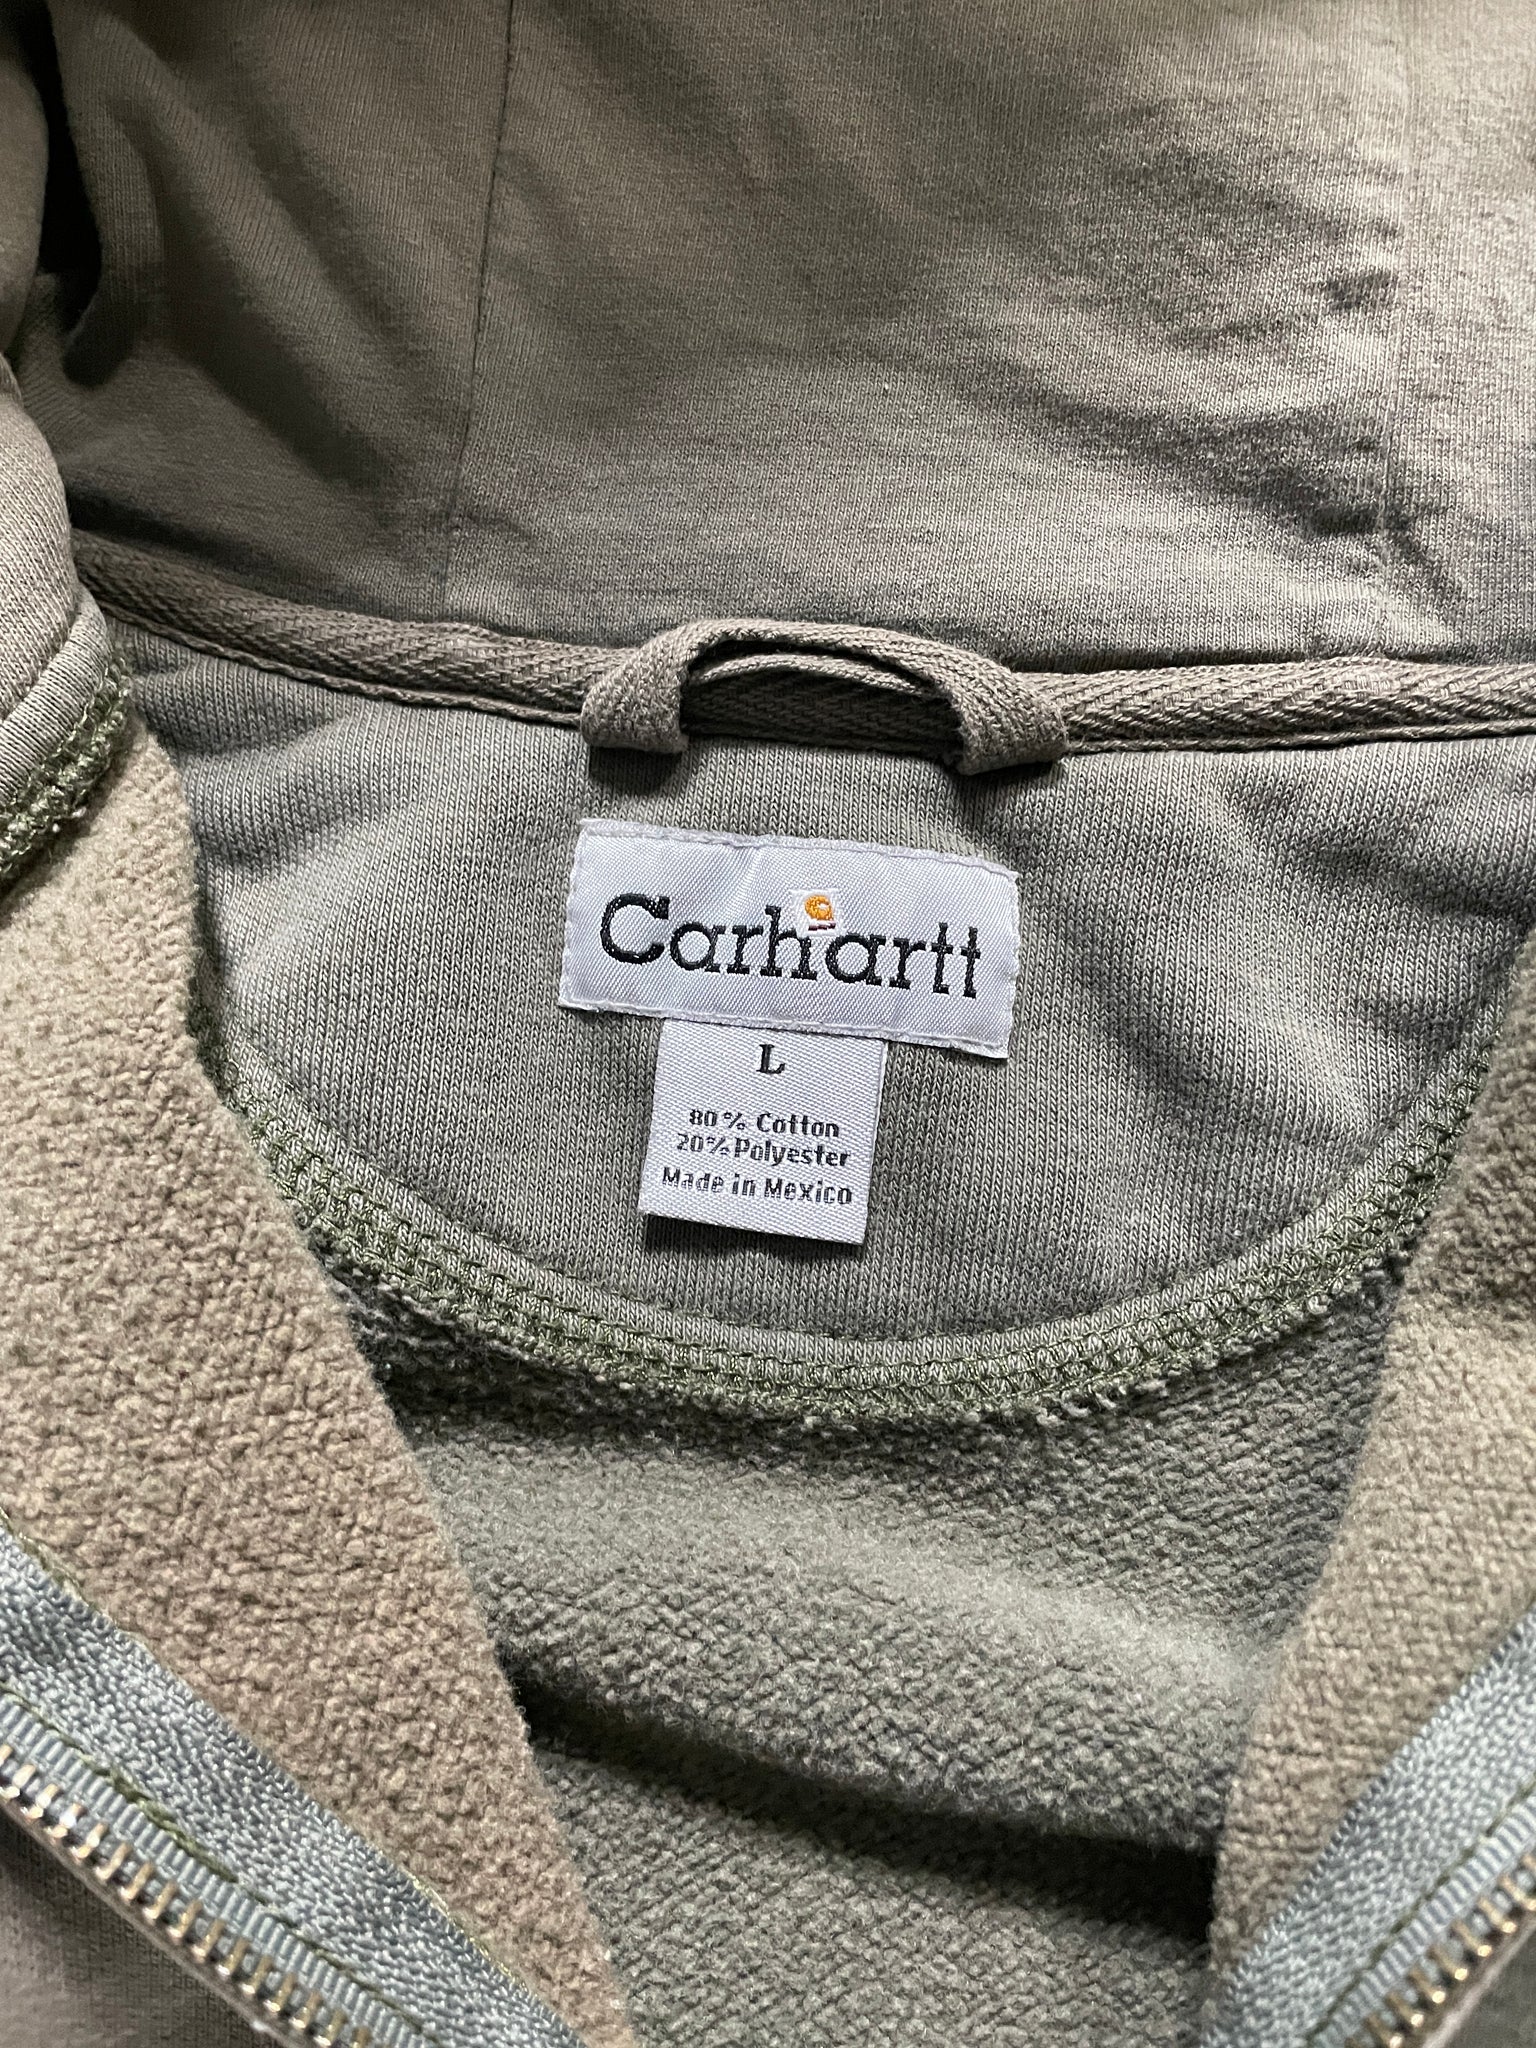 Carhartt
L
80% Cotton
20% Polyester
Made in Mexico